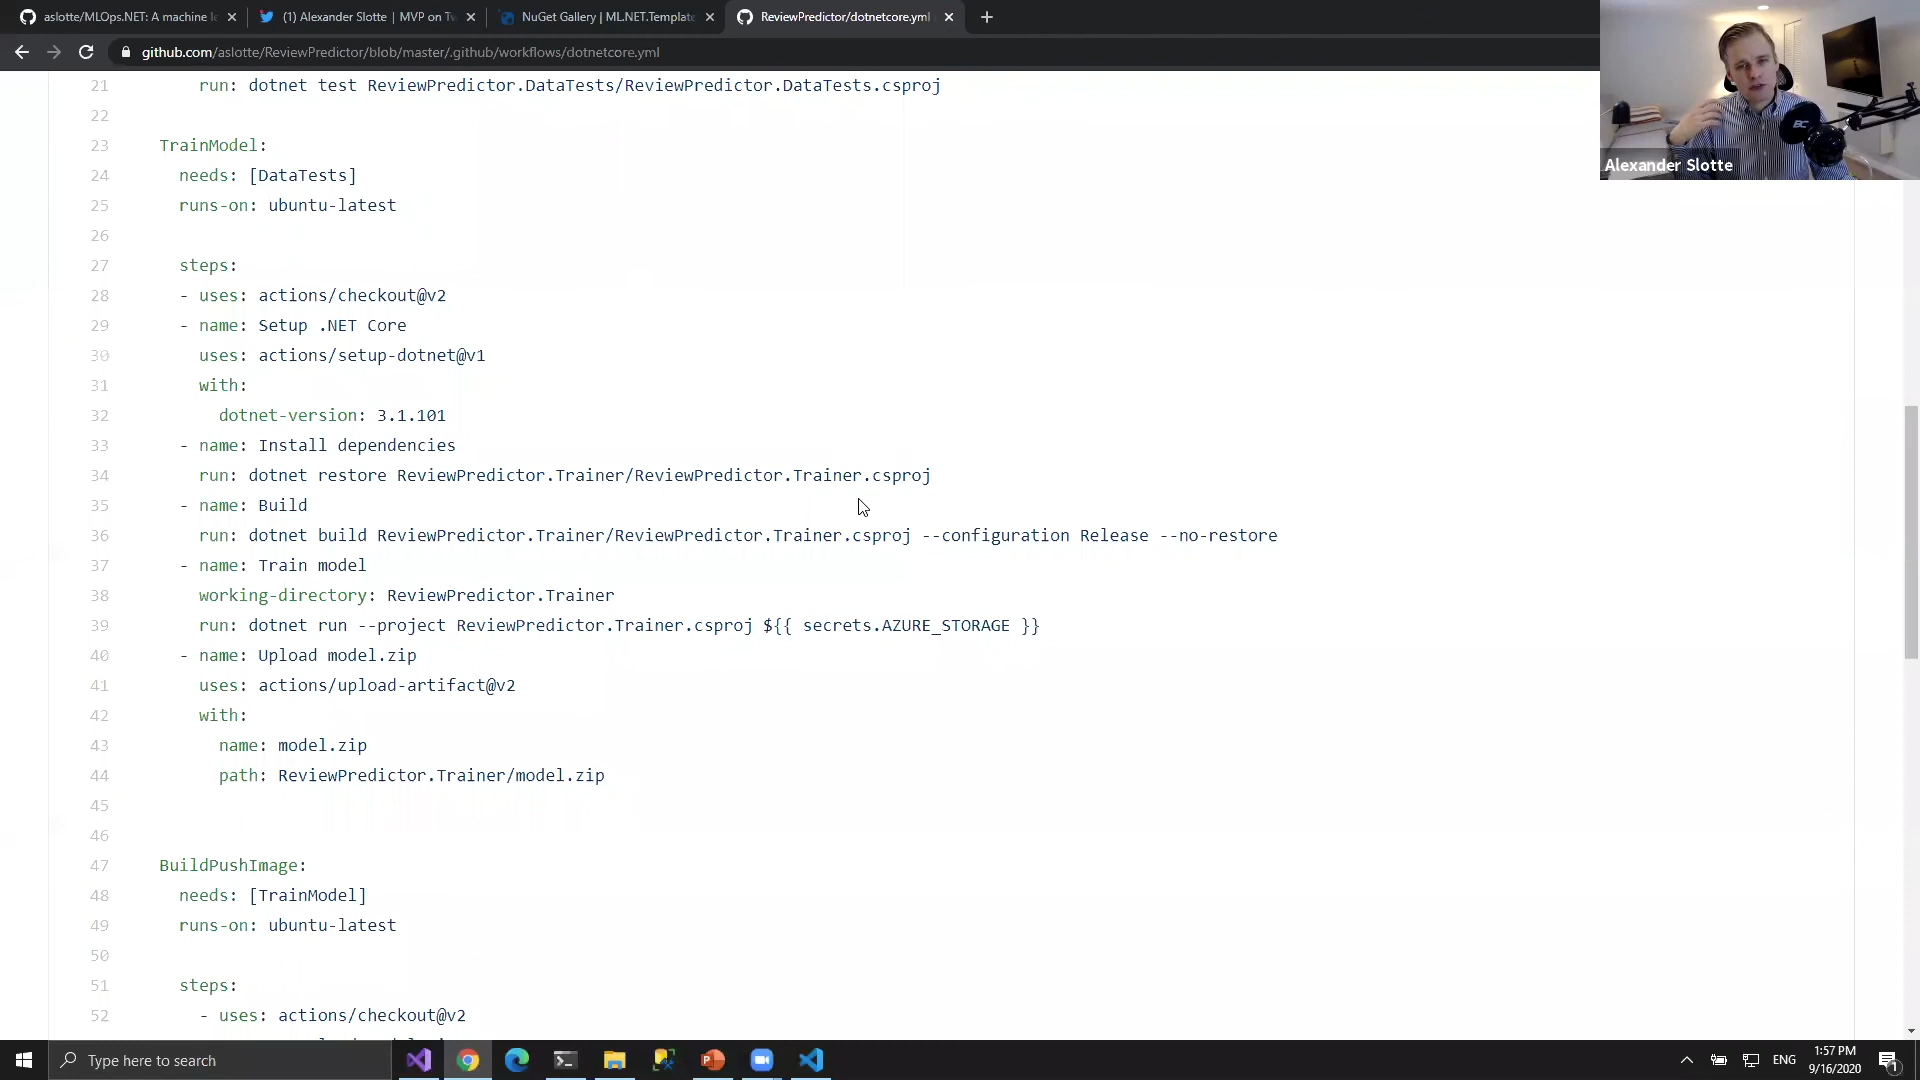 aslotte/MLOps.NET: A machine le
(1) Alexander Slotte | MVP on Tw
NuGet Gallery | ML.NET.Template
ReviewPredictor/dotnetcore.yml
github.com/aslotte/ReviewPredictor/blob/master/.github/workflows/dotnetcore.yml
Alexander Slotte
21 run: dotnet test ReviewPredictor.DataTests/ReviewPredictor.DataTests.csproj
22
23 TrainModel:
24 needs: [DataTests]
25 runs-on: ubuntu-latest
26
27 steps:
28 - uses: actions/checkout@v2
29 - name: Setup .NET Core
30 uses: actions/setup-dotnet@v1
31 with:
32 dotnet-version: 3.1.101
33 - name: Install dependencies
34 run: dotnet restore ReviewPredictor.Trainer/ReviewPredictor.Trainer.csproj
35 - name: Build
36 run: dotnet build ReviewPredictor.Trainer/ReviewPredictor.Trainer.csproj --configuration Release --no-restore
37 - name: Train model
38 working-directory: ReviewPredictor.Trainer
39 run: dotnet run --project ReviewPredictor.Trainer.csproj ${{ secrets.AZURE_STORAGE }}
40 - name: Upload model.zip
41 uses: actions/upload-artifact@v2
42 with:
43 name: model.zip
44 path: ReviewPredictor.Trainer/model.zip
45
46
47 BuildPushImage:
48 needs: [TrainModel]
49 runs-on: ubuntu-latest
50
51 steps:
52 - uses: actions/checkout@v2
Type here to search
ENG
1:57 PM
9/16/2020
1